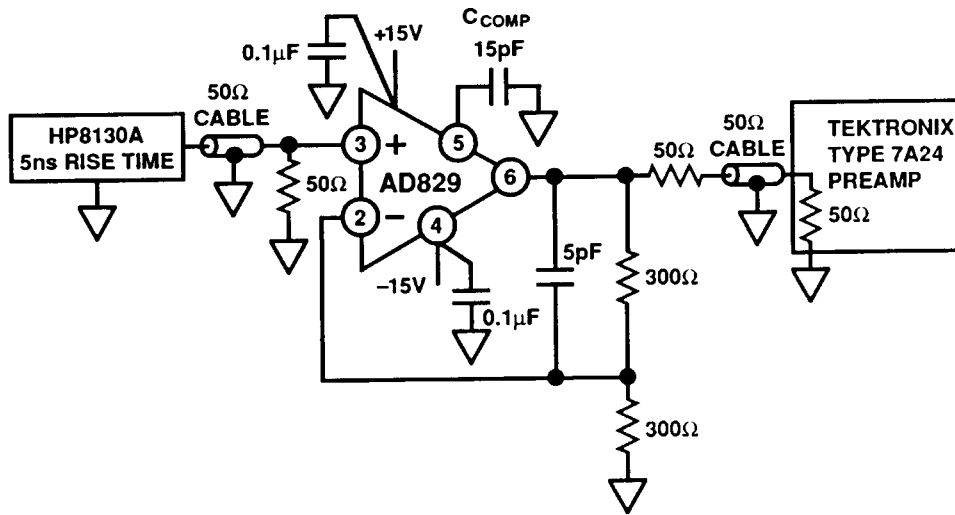 C_COMP
15pF
+15V
0.1µF
50Ω
CABLE
HP8130A
5ns RISE TIME
50Ω
3
+
5
AD829
6
2
−
4
−15V
0.1µF
5pF
300Ω
300Ω
50Ω
50Ω
CABLE
TEKTRONIX
TYPE 7A24
PREAMP
50Ω